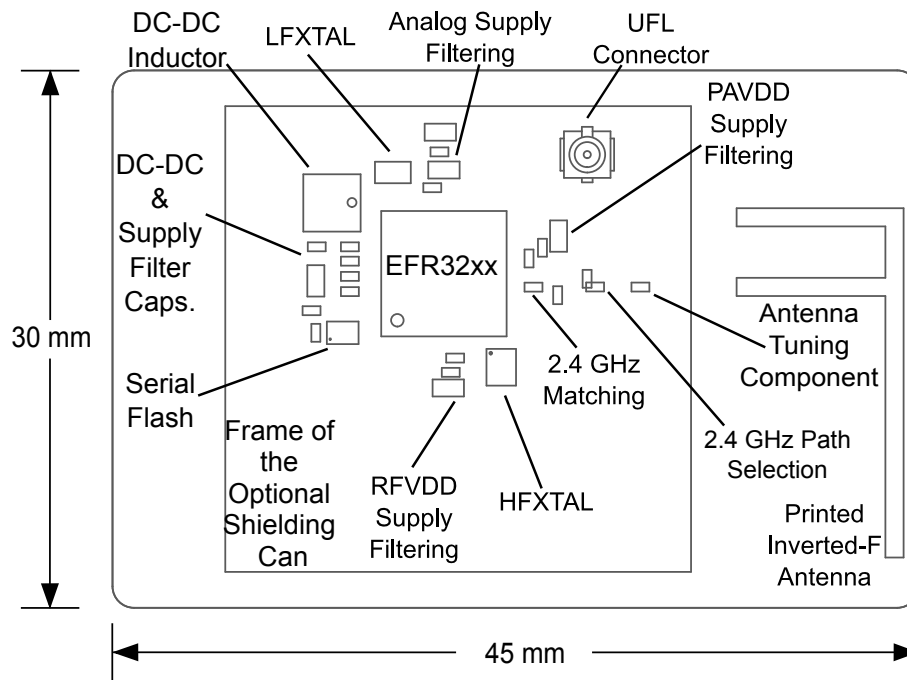 DC-DC
Inductor
LFXTAL
Analog Supply
Filtering
UFL
Connector
PAVDD
Supply
Filtering
DC-DC
&
Supply
Filter
Caps.
EFR32xx
30 mm
Antenna
Tuning
Component
2.4 GHz
Matching
Serial
Flash
2.4 GHz Path
Selection
Frame of
the
Optional
Shielding
Can
RFVDD
Supply
Filtering
HFXTAL
Printed
Inverted-F
Antenna
45 mm